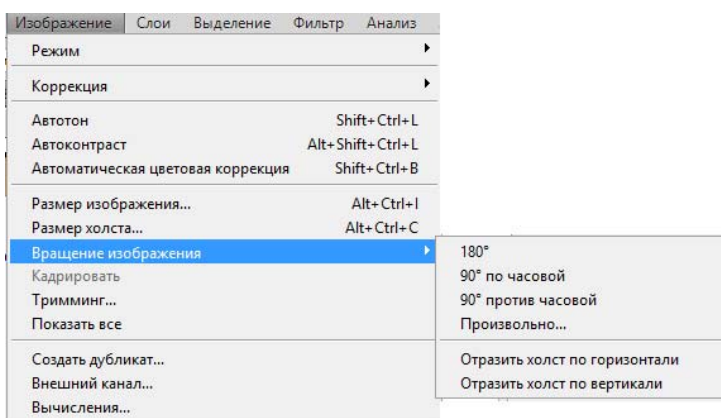 Изображение Слои Выделение Фильтр Анализ
Режим
Коррекция
Автотон Shift+Ctrl+L
Автоконтраст Alt+Shift+Ctrl+L
Автоматическая цветовая коррекция Shift+Ctrl+B
Размер изображения... Alt+Ctrl+I
Размер холста... Alt+Ctrl+C
Вращение изображения
Кадрировать
Тримминг...
Показать все
Создать дубликат...
Внешний канал...
Вычисления...
180°
90° по часовой
90° против часовой
Произвольно...
Отразить холст по горизонтали
Отразить холст по вертикали